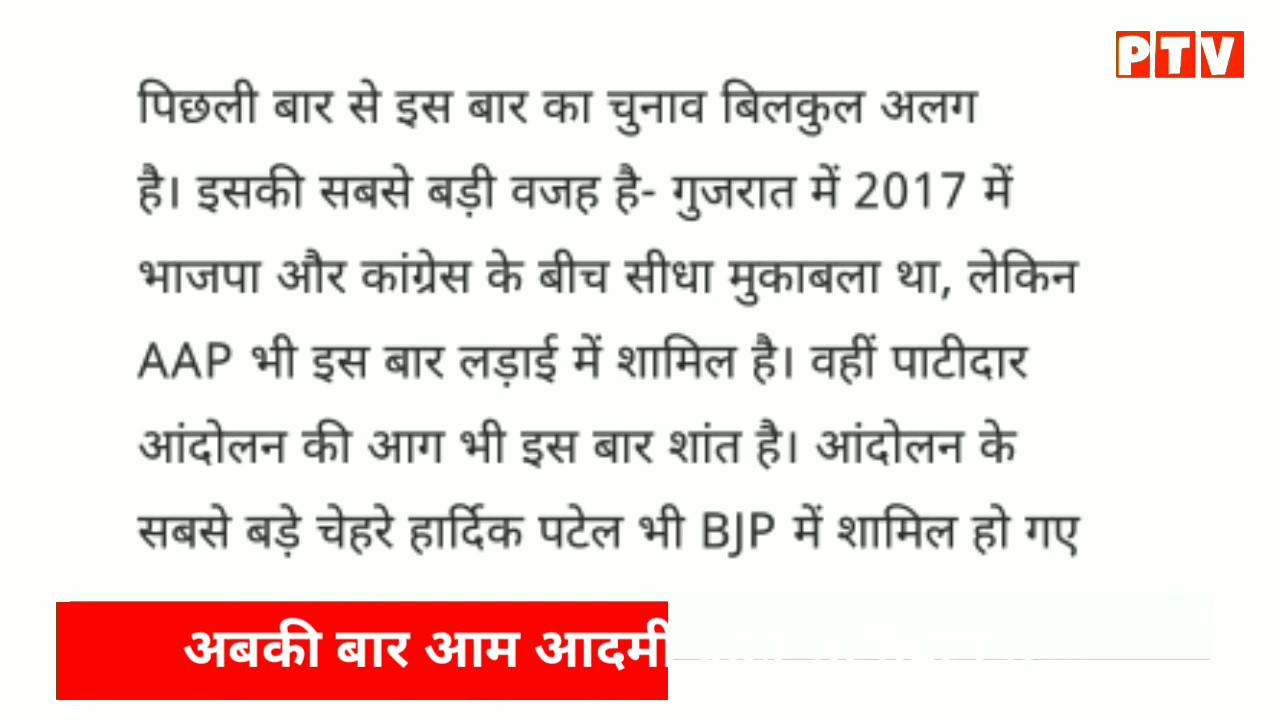 PTV
पिछली बार से इस बार का चुनाव बिलकुल अलग
है। इसकी सबसे बड़ी वजह है- गुजरात में 2017 में
भाजपा और कांग्रेस के बीच सीधा मुकाबला था, लेकिन
AAP भी इस बार लड़ाई में शामिल है। वहीं पाटीदार
आंदोलन की आग भी इस बार शांत है। आंदोलन के
सबसे बड़े चेहरे हार्दिक पटेल भी BJP में शामिल हो गए
अबकी बार आम आदमी